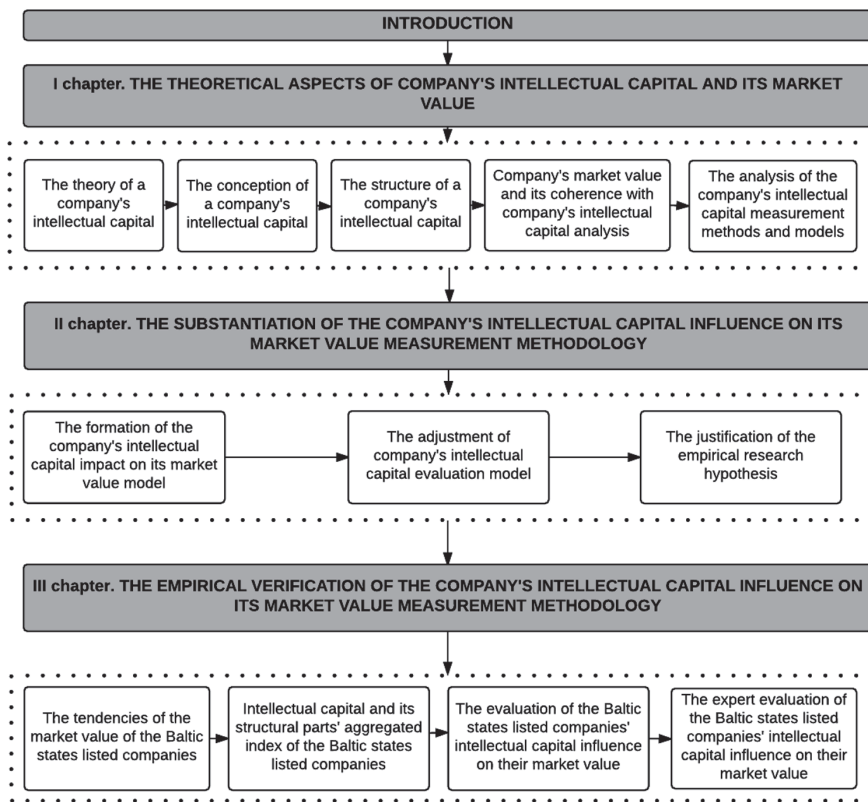 INTRODUCTION
I chapter. THE THEORETICAL ASPECTS OF COMPANY'S INTELLECTUAL CAPITAL AND ITS MARKET
VALUE
The theory of a
company's
intellectual capital
The conception of
a company's
intellectual capital
The structure of a
company's
intellectual capital
Company's market value
and its coherence with
company's intellectual
capital analysis
The analysis of the
company's intellectual
capital measurement
methods and models
II chapter. THE SUBSTANTIATION OF THE COMPANY'S INTELLECTUAL CAPITAL INFLUENCE ON ITS
MARKET VALUE MEASUREMENT METHODOLOGY
The formation of the
company's intellectual
capital impact on its market
value model
The adjustment of
company's intellectual
capital evaluation model
The justification of the
empirical research
hypothesis
III chapter. THE EMPIRICAL VERIFICATION OF THE COMPANY'S INTELLECTUAL CAPITAL INFLUENCE ON
ITS MARKET VALUE MEASUREMENT METHODOLOGY
The tendencies of the
market value of the Baltic
states listed companies
Intellectual capital and its
structural parts' aggregated
index of the Baltic states
listed companies
The evaluation of the Baltic
states listed companies'
intellectual capital influence
on their market value
The expert evaluation of
the Baltic states listed
companies' intellectual
capital influence on their
market value